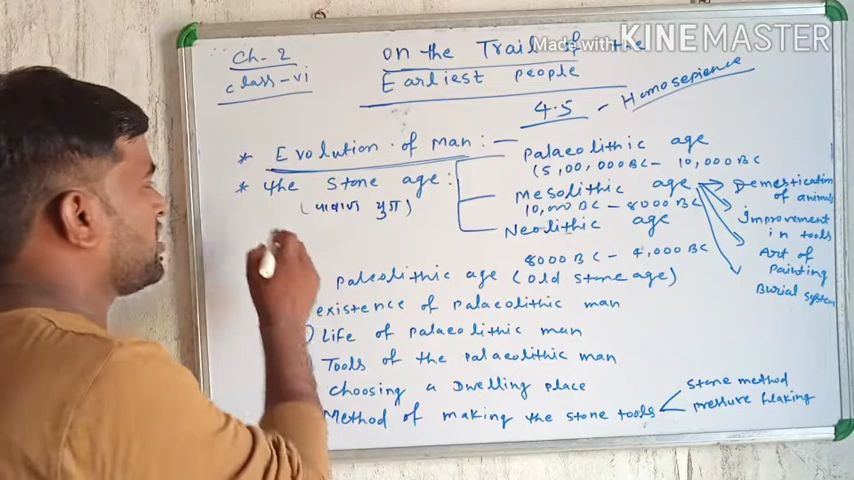 Made with KINEMASTER
Ch- 2
class-vi
on the Trail of the
Earliest people
4.5 - Homosepience
* Evolution of man: -
* the stone age:
(পাষাণ যুগ)
Palaeolithic age
(5,00,000BC- 10,000 BC
Mesolithic age
10,000 BC - 8000 BC
Neolithic age
8000 BC - 4,000 BC
Demestication
of animals
Improvement
in tools
Art of
Painting
Burial system
paleolithic age (old stone age)
existence of palaeolithic man
) Life of palaeolithic man
Tools of the palaeolithic man
choosing a Dwelling place
Method of making the stone tools
stone method
pressure flaking